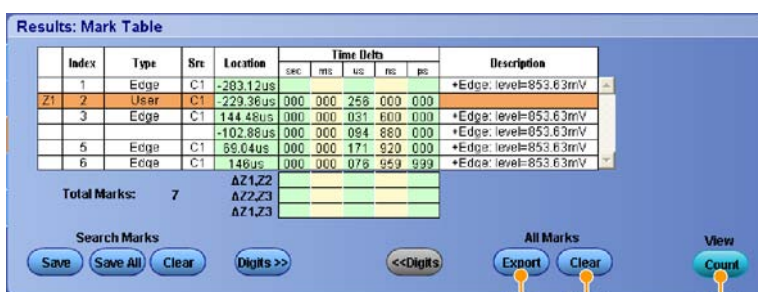 Results: Mark Table
Index Type Src Location Time Delta Description
sec ms us ns ps
1 Edge C1 -283.12us +Edge: level=853.63mV
Z1 2 User C1 -229.36us 000 000 256 000 000
3 Edge C1 144.48us 000 000 031 600 000 +Edge: level=853.63mV
-102.88us 000 000 094 880 000 +Edge: level=853.63mV
5 Edge C1 69.04us 000 000 171 920 000 +Edge: level=853.63mV
6 Edge C1 146us 000 000 076 959 999 +Edge: level=853.63mV
Total Marks: 7
ΔZ1,Z2
ΔZ2,Z3
ΔZ1,Z3
Search Marks
Save Save All Clear Digits >> <<Digits
All Marks
Export Clear
View
Count